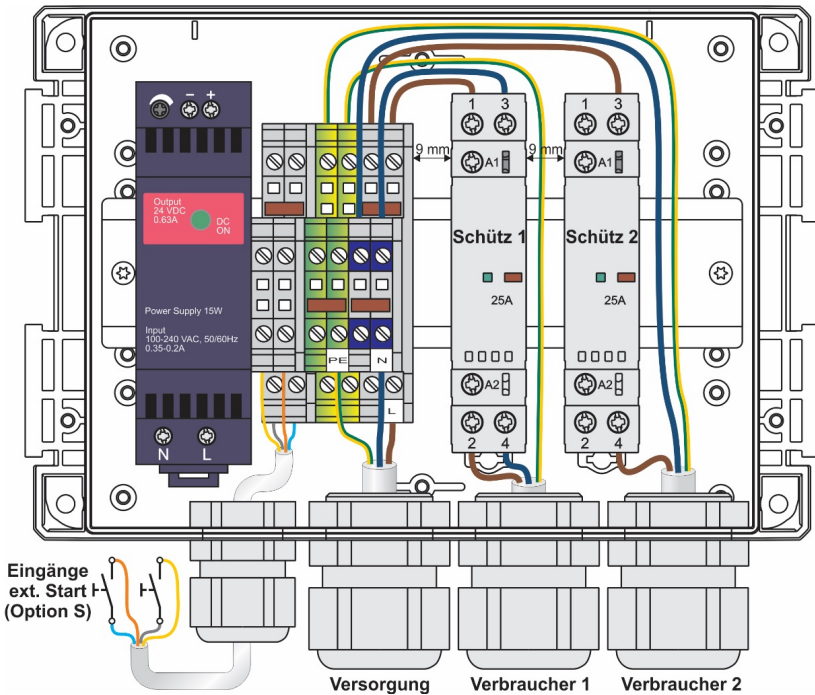 − +
Output
24 VDC
0.63A
DC
ON
Power Supply 15W
Input
100-240 VAC, 50/60Hz
0.35-0.2A
N L
PE
N
L
9 mm
1 3
A1
Schütz 1
25A
A2
2 4
9 mm
1 3
A1
Schütz 2
25A
A2
2 4
Eingänge
ext. Start
(Option S)
Versorgung
Verbraucher 1
Verbraucher 2